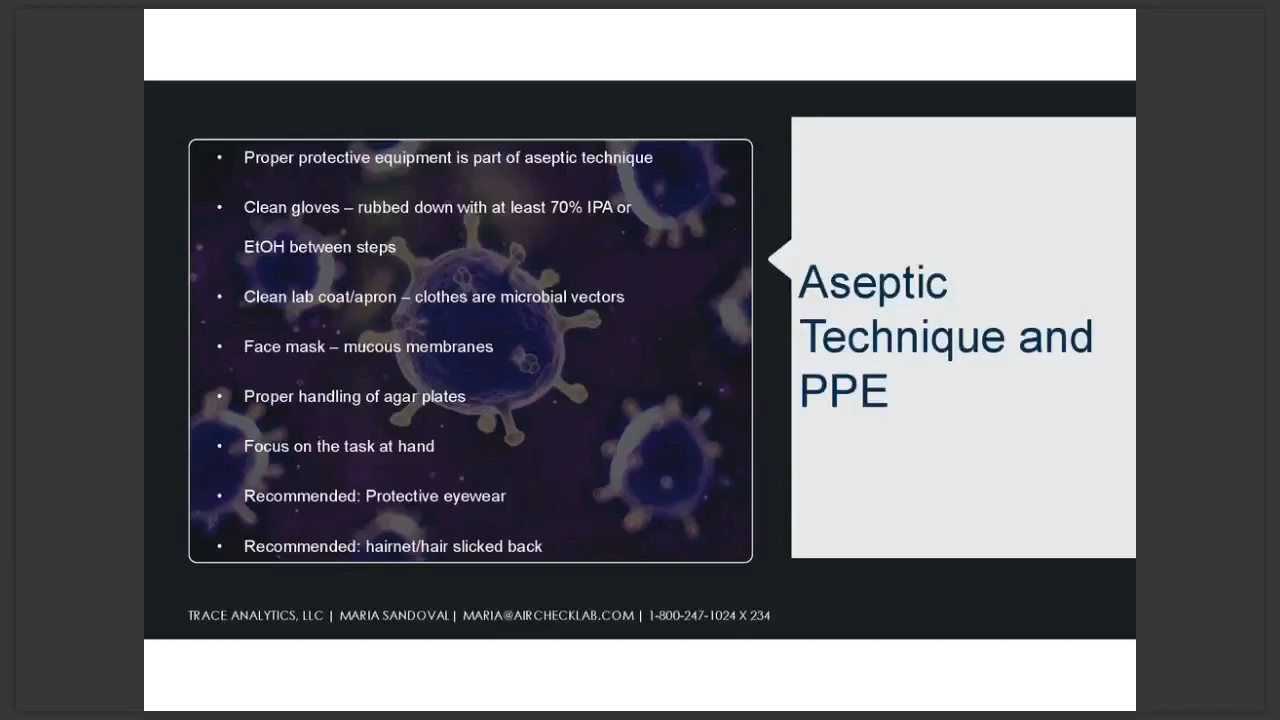 • Proper protective equipment is part of aseptic technique
• Clean gloves – rubbed down with at least 70% IPA or
EtOH between steps
• Clean lab coat/apron – clothes are microbial vectors
• Face mask – mucous membranes
• Proper handling of agar plates
• Focus on the task at hand
• Recommended: Protective eyewear
• Recommended: hairnet/hair slicked back
Aseptic
Technique and
PPE
TRACE ANALYTICS, LLC | MARIA SANDOVAL| MARIA@AIRCHECKLAB.COM | 1-800-247-1024 X 234